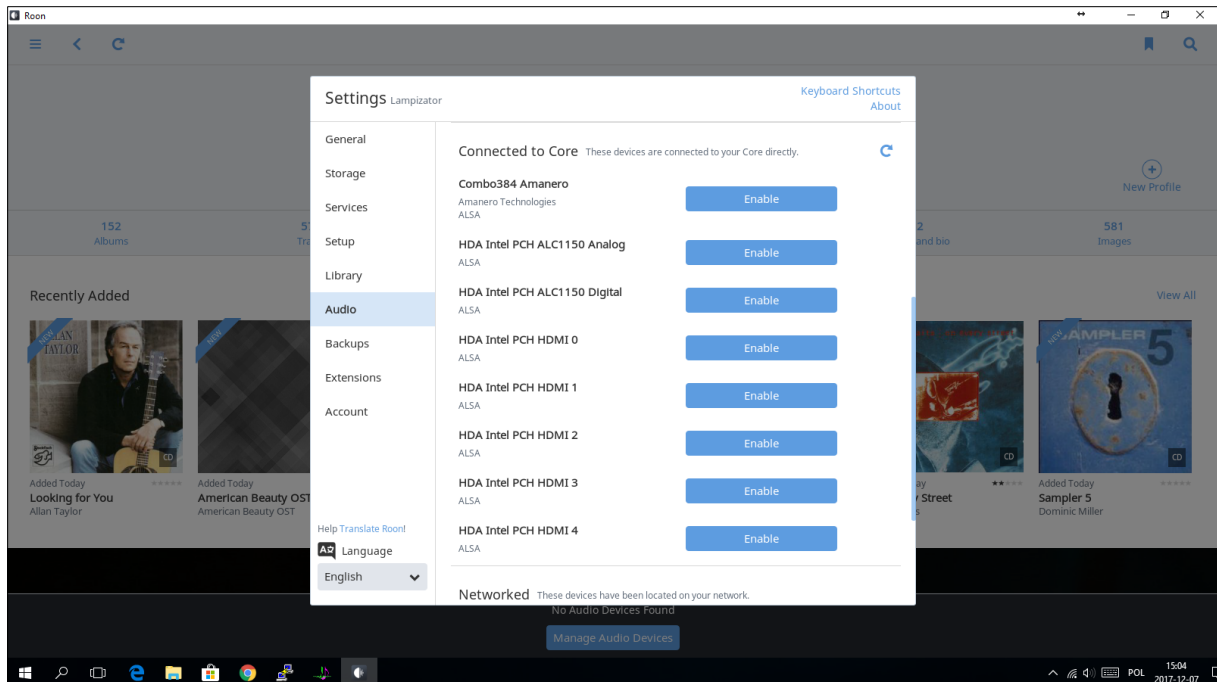 Roon
Settings Lampizator
Keyboard Shortcuts
About
General
Storage
Services
Setup
Library
Audio
Backups
Extensions
Account
Help Translate Roon!
Language
English
Connected to Core These devices are connected to your Core directly.
Combo384 Amanero
Amanero Technologies
ALSA
Enable
HDA Intel PCH ALC1150 Analog
ALSA
Enable
HDA Intel PCH ALC1150 Digital
ALSA
Enable
HDA Intel PCH HDMI 0
ALSA
Enable
HDA Intel PCH HDMI 1
ALSA
Enable
HDA Intel PCH HDMI 2
ALSA
Enable
HDA Intel PCH HDMI 3
ALSA
Enable
HDA Intel PCH HDMI 4
ALSA
Enable
Networked These devices have been located on your network.
New Profile
152
Albums
and bio
581
Images
Recently Added
View All
NEW
TAYLOR
CD
Added Today
Looking for You
Allan Taylor
NEW
Added Today
American Beauty OST
American Beauty OST
CD
Street
NEW
SAMPLER 5
CD
Added Today
Sampler 5
Dominic Miller
No Audio Devices Found
Manage Audio Devices
POL
15:04
2017-12-07